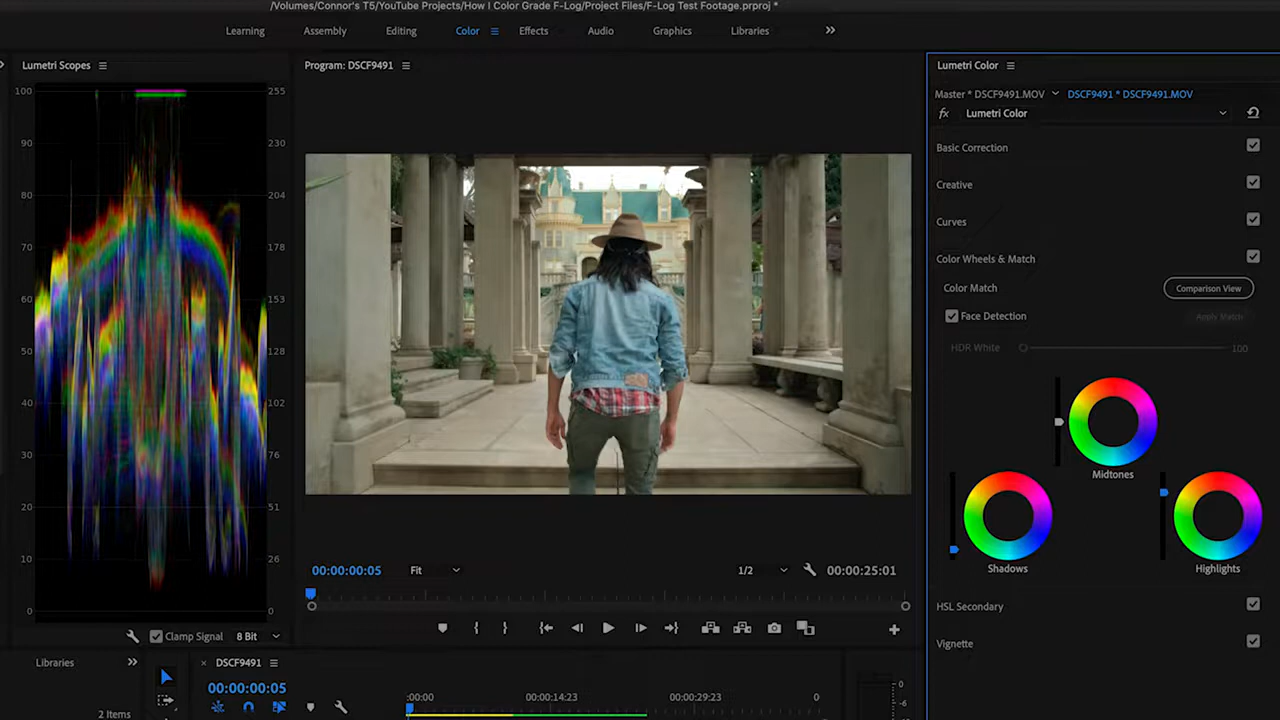 /Volumes/Connor's T5/YouTube Projects/How I Color Grade F-Log/Project Files/F-Log Test Footage.prproj *
Learning Assembly Editing Color Effects Audio Graphics Libraries
Lumetri Scopes
Program: DSCF9491
Lumetri Color
Master * DSCF9491.MOV DSCF9491 * DSCF9491.MOV
fx Lumetri Color
100 255
90 230
80 204
70 178
60 153
50 128
40 102
30 76
20 51
10 26
0 0
Clamp Signal 8 Bit
Basic Correction
Creative
Curves
Color Wheels & Match
Color Match Comparison View
Face Detection Apply Match
HDR White 100
Midtones
Shadows Highlights
HSL Secondary
Vignette
00:00:00:05 Fit 1/2 00:00:25:01
Libraries
2 Items
× DSCF9491
00:00:00:05
:00:00 00:00:14:23 00:00:29:23 0
0
-6